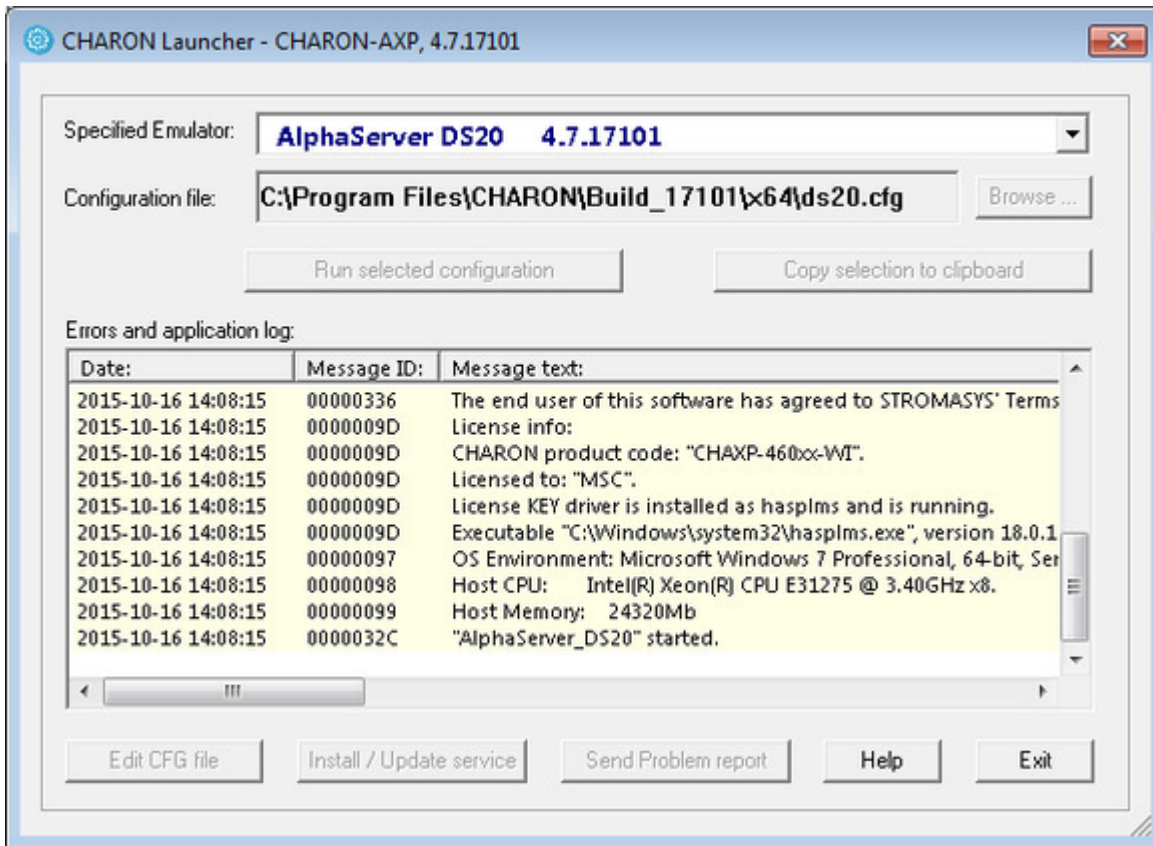 CHARON Launcher - CHARON-AXP, 4.7.17101
Specified Emulator: AlphaServer DS20 4.7.17101
Configuration file: C:\Program Files\CHARON\Build_17101\x64\ds20.cfg Browse ...
Run selected configuration Copy selection to clipboard
Errors and application log:
Date: Message ID: Message text:
2015-10-16 14:08:15 00000336 The end user of this software has agreed to STROMASYS' Terms
2015-10-16 14:08:15 0000009D License info:
2015-10-16 14:08:15 0000009D CHARON product code: "CHAXP-460xx-WI".
2015-10-16 14:08:15 0000009D Licensed to: "MSC".
2015-10-16 14:08:15 0000009D License KEY driver is installed as hasplms and is running.
2015-10-16 14:08:15 0000009D Executable "C:\Windows\system32\hasplms.exe", version 18.0.1
2015-10-16 14:08:15 00000097 OS Environment: Microsoft Windows 7 Professional, 64-bit, Ser
2015-10-16 14:08:15 00000098 Host CPU: Intel(R) Xeon(R) CPU E31275 @ 3.40GHz x8.
2015-10-16 14:08:15 00000099 Host Memory: 24320Mb
2015-10-16 14:08:15 0000032C "AlphaServer_DS20" started.
Edit CFG file Install / Update service Send Problem report Help Exit